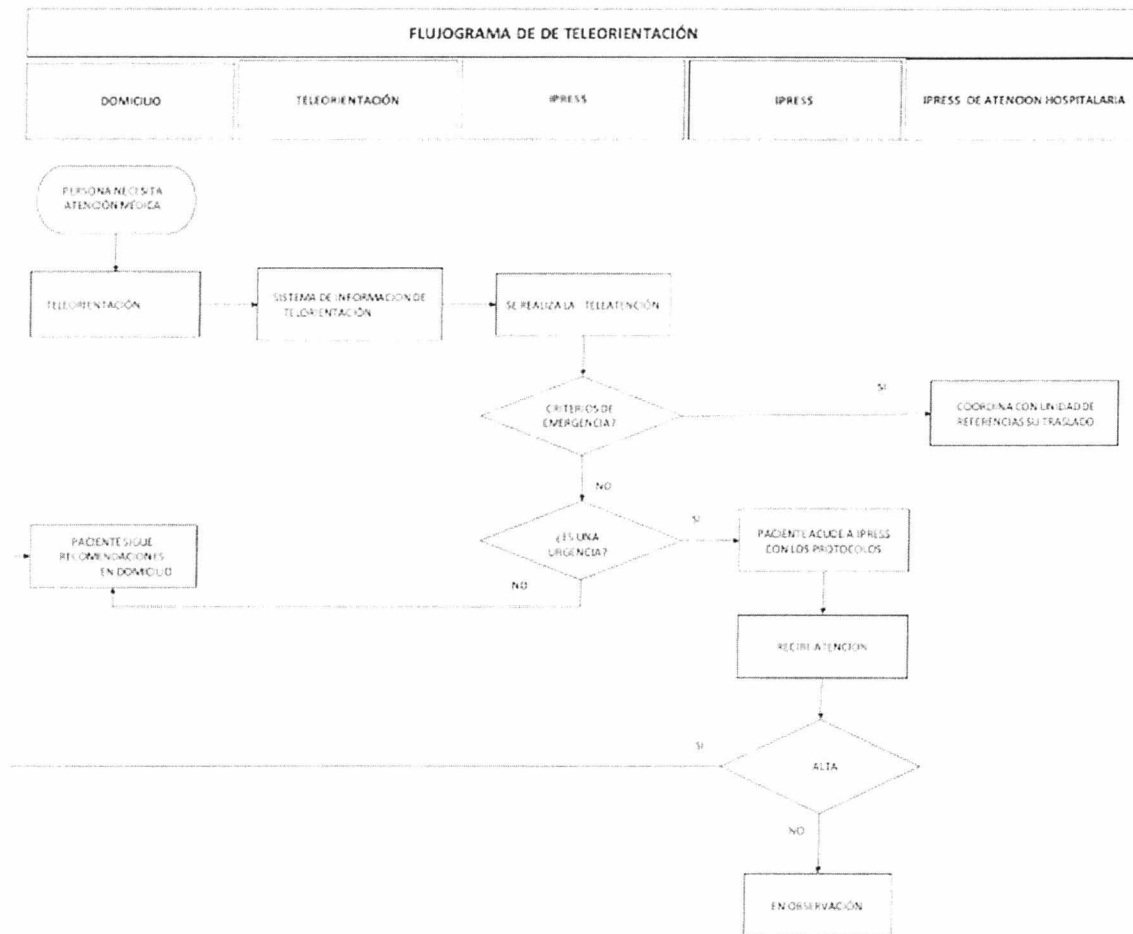 FLUJOGRAMA DE DE TELEORIENTACIÓN
DOMICILIO
TELEORIENTACIÓN
IPRESS
IPRESS
IPRESS DE ATENCION HOSPITALARIA
PERSONA NECESITA
ATENCIÓN MÉDICA
TELEORIENTACIÓN
SISTEMA DE INFORMACION DE
TELORIENTACIÓN
SE REALIZA LA TELEATENCIÓN
CRITERIOS DE
EMERGENCIA?
SI
COORDINA CON UNIDAD DE
REFERENCIAS SU TRASLADO
NO
PACIENTE SIGUE
RECOMENDACIONES
EN DOMICILIO
¿ES UNA
URGENCIA?
SI
PACIENTE ACUDE A IPRESS
CON LOS PROTOCOLOS
NO
RECIBE ATENCION
SI
ALTA
NO
EN OBSERVACIÓN